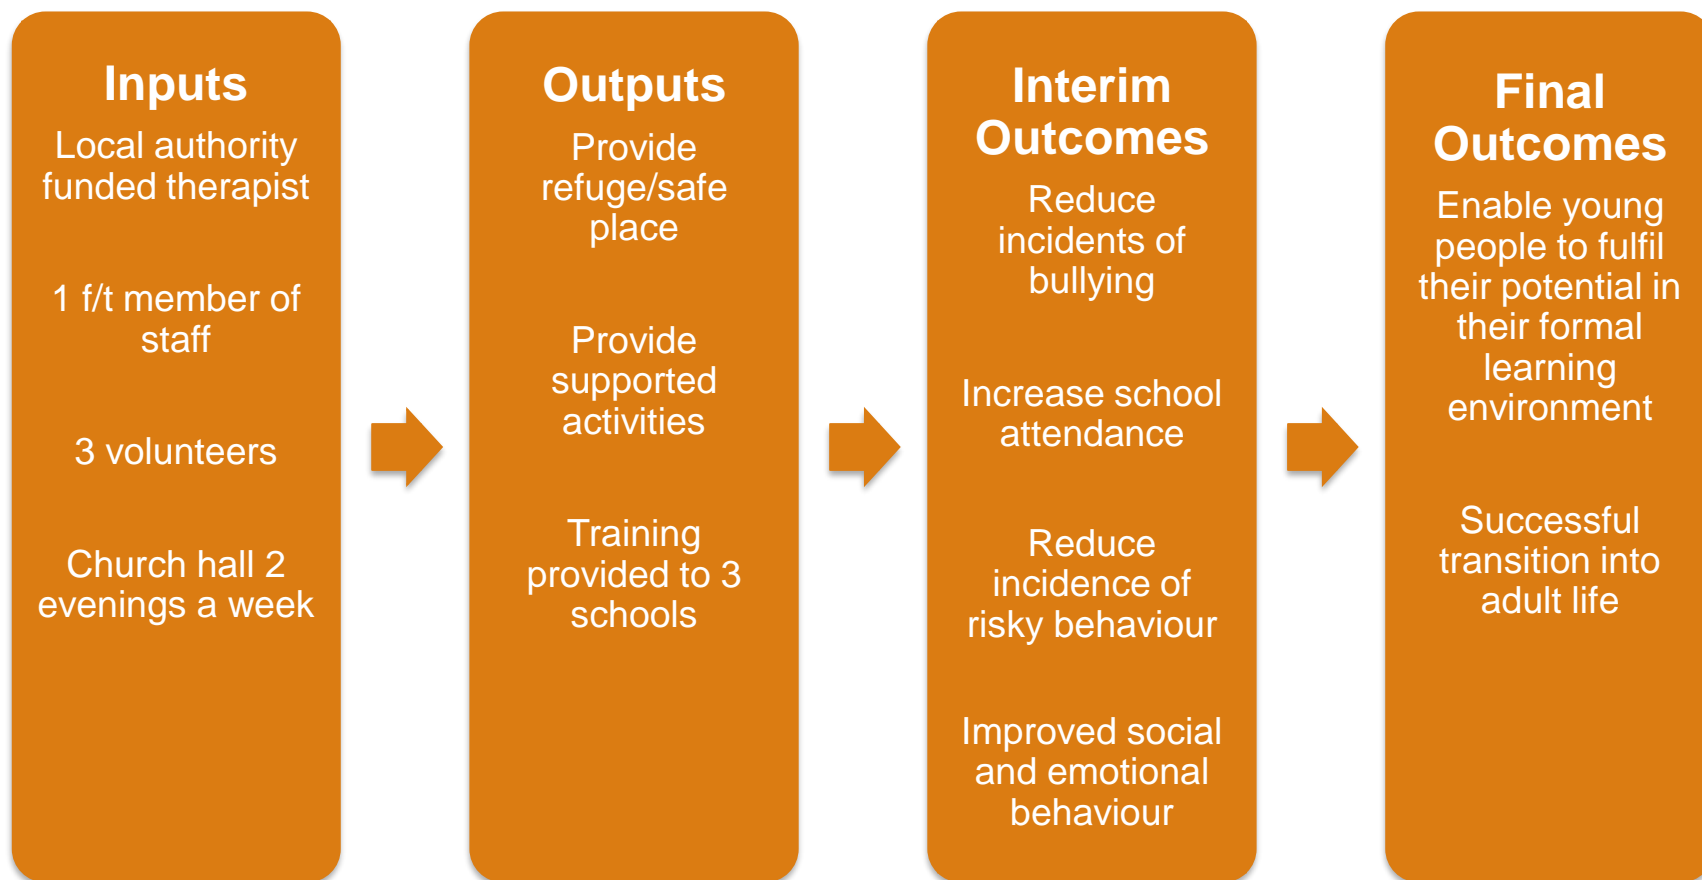 Inputs
Local authority
funded therapist
1 f/t member of
staff
3 volunteers
Church hall 2
evenings a week
Outputs
Provide
refuge/safe
place
Provide
supported
activities
Training
provided to 3
schools
Interim
Outcomes
Reduce
incidents of
bullying
Increase school
attendance
Reduce
incidence of
risky behaviour
Improved social
and emotional
behaviour
Final
Outcomes
Enable young
people to fulfil
their potential in
their formal
learning
environment
Successful
transition into
adult life